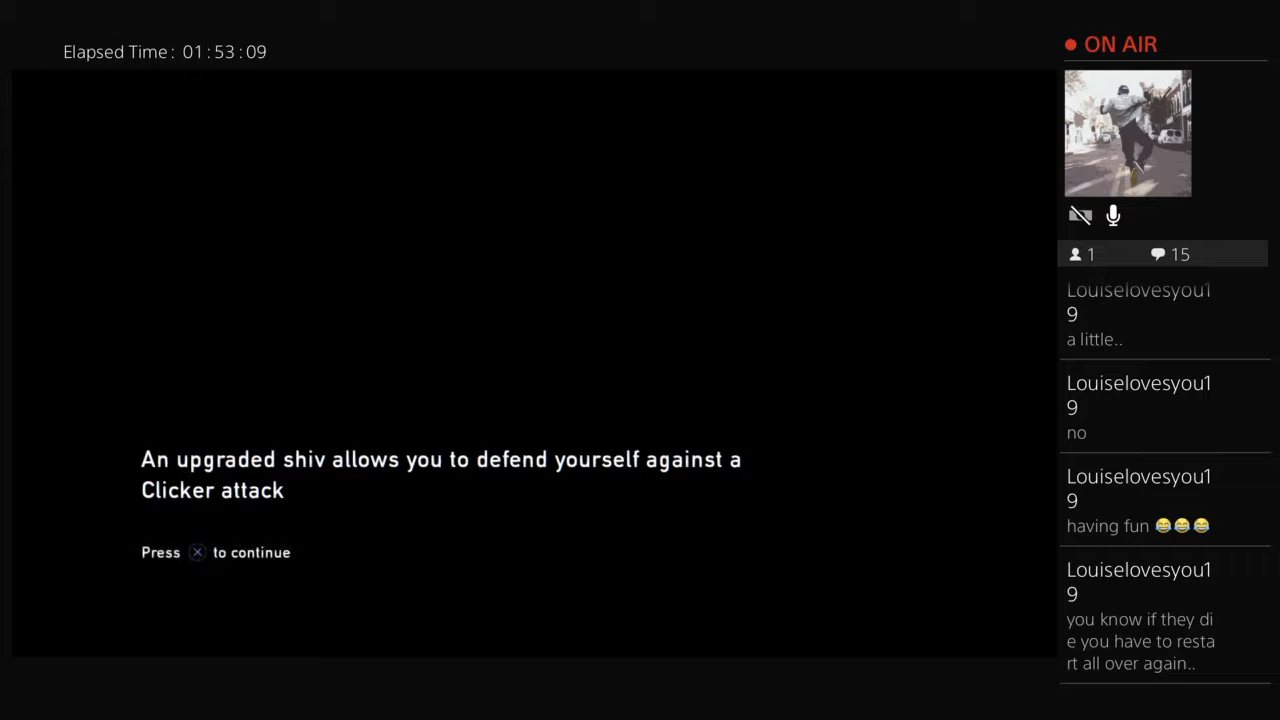 Elapsed Time: 01:53:09
ON AIR
1 15
Louiselovesyou1
9
a little..
Louiselovesyou1
9
no
Louiselovesyou1
9
having fun 😂😂😂
Louiselovesyou1
9
you know if they di
e you have to resta
rt all over again..
An upgraded shiv allows you to defend yourself against a
Clicker attack
Press ⓧ to continue